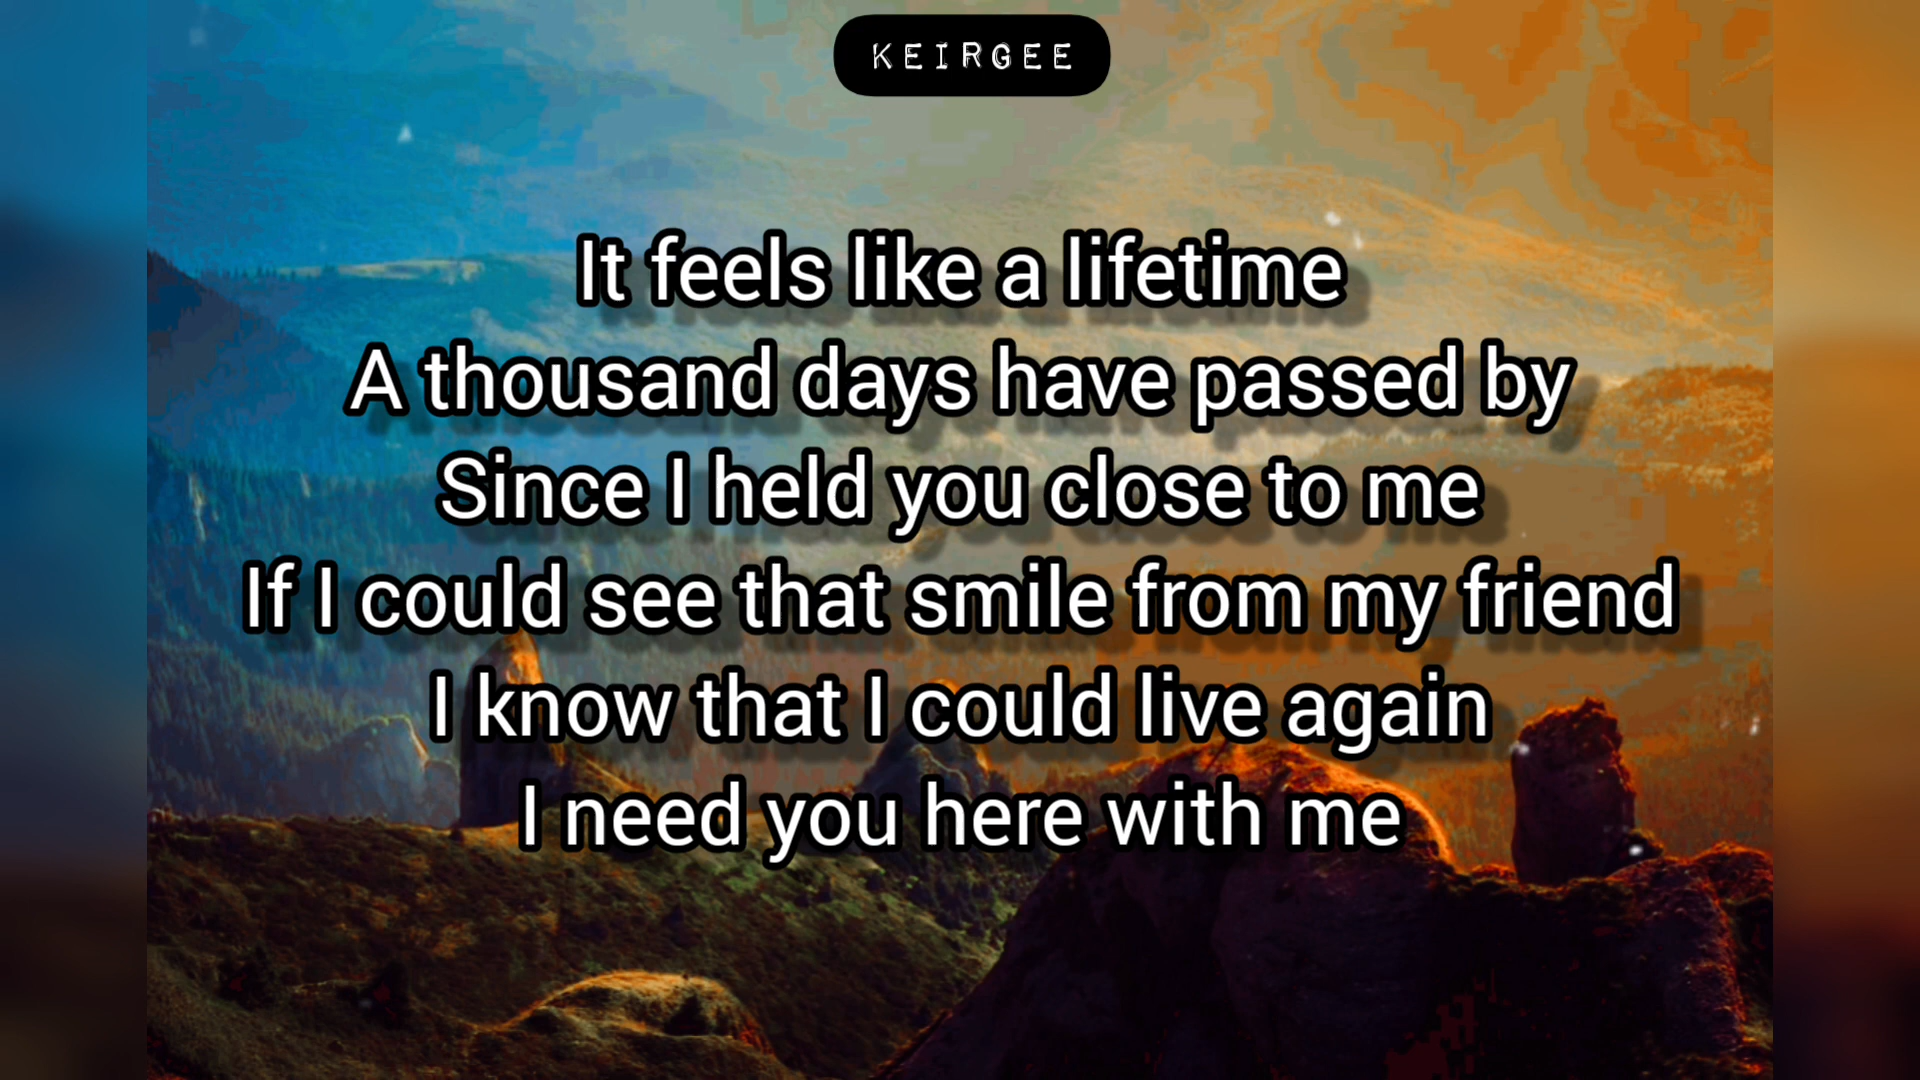 KEIRGEE
It feels like a lifetime
A thousand days have passed by
Since I held you close to me
If I could see that smile from my friend
I know that I could live again
I need you here with me